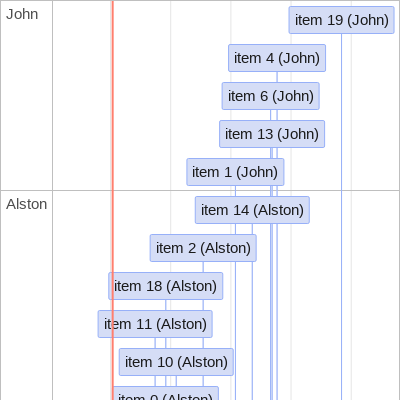 John
item 19 (John)
item 4 (John)
item 6 (John)
item 13 (John)
item 1 (John)
Alston
item 14 (Alston)
item 2 (Alston)
item 18 (Alston)
item 11 (Alston)
item 10 (Alston)
item 0 (Alston)